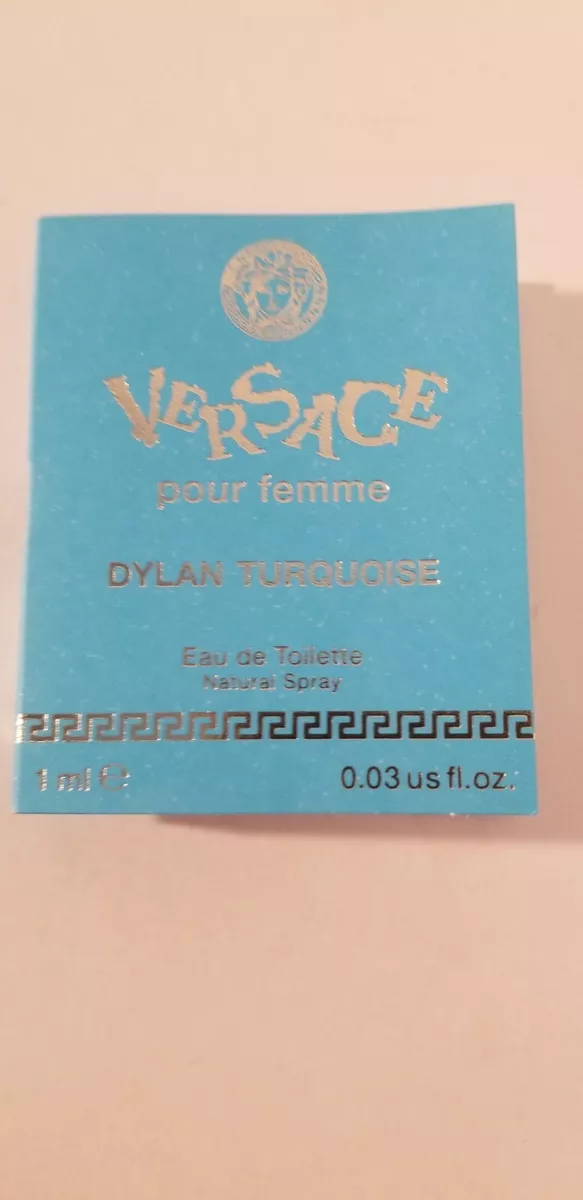 VERSACE
pour femme
DYLAN TURQUOISE
Eau de Toilette
Natural Spray
1 ml ℮ 0.03 us fl.oz.